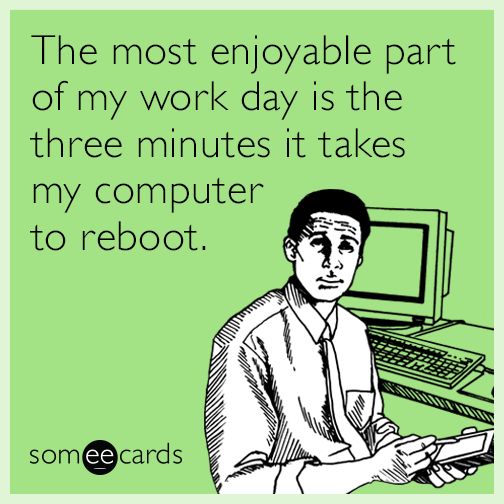 The most enjoyable part
of my work day is the
three minutes it takes
my computer
to reboot.
someecards